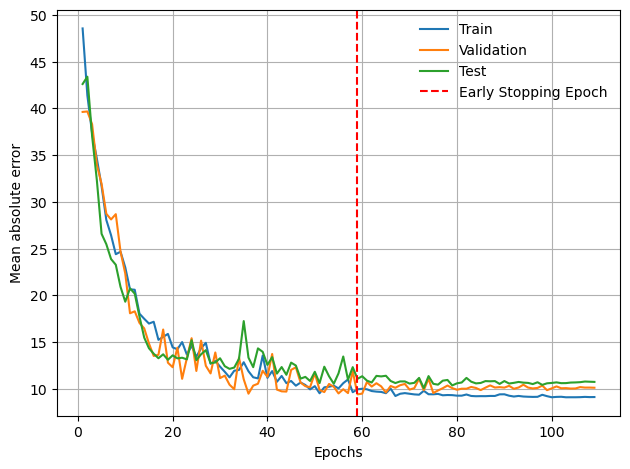 50
45
40
35
30
25
20
15
10
Mean absolute error
Train
Validation
Test
Early Stopping Epoch
0 20 40 60 80 100
Epochs